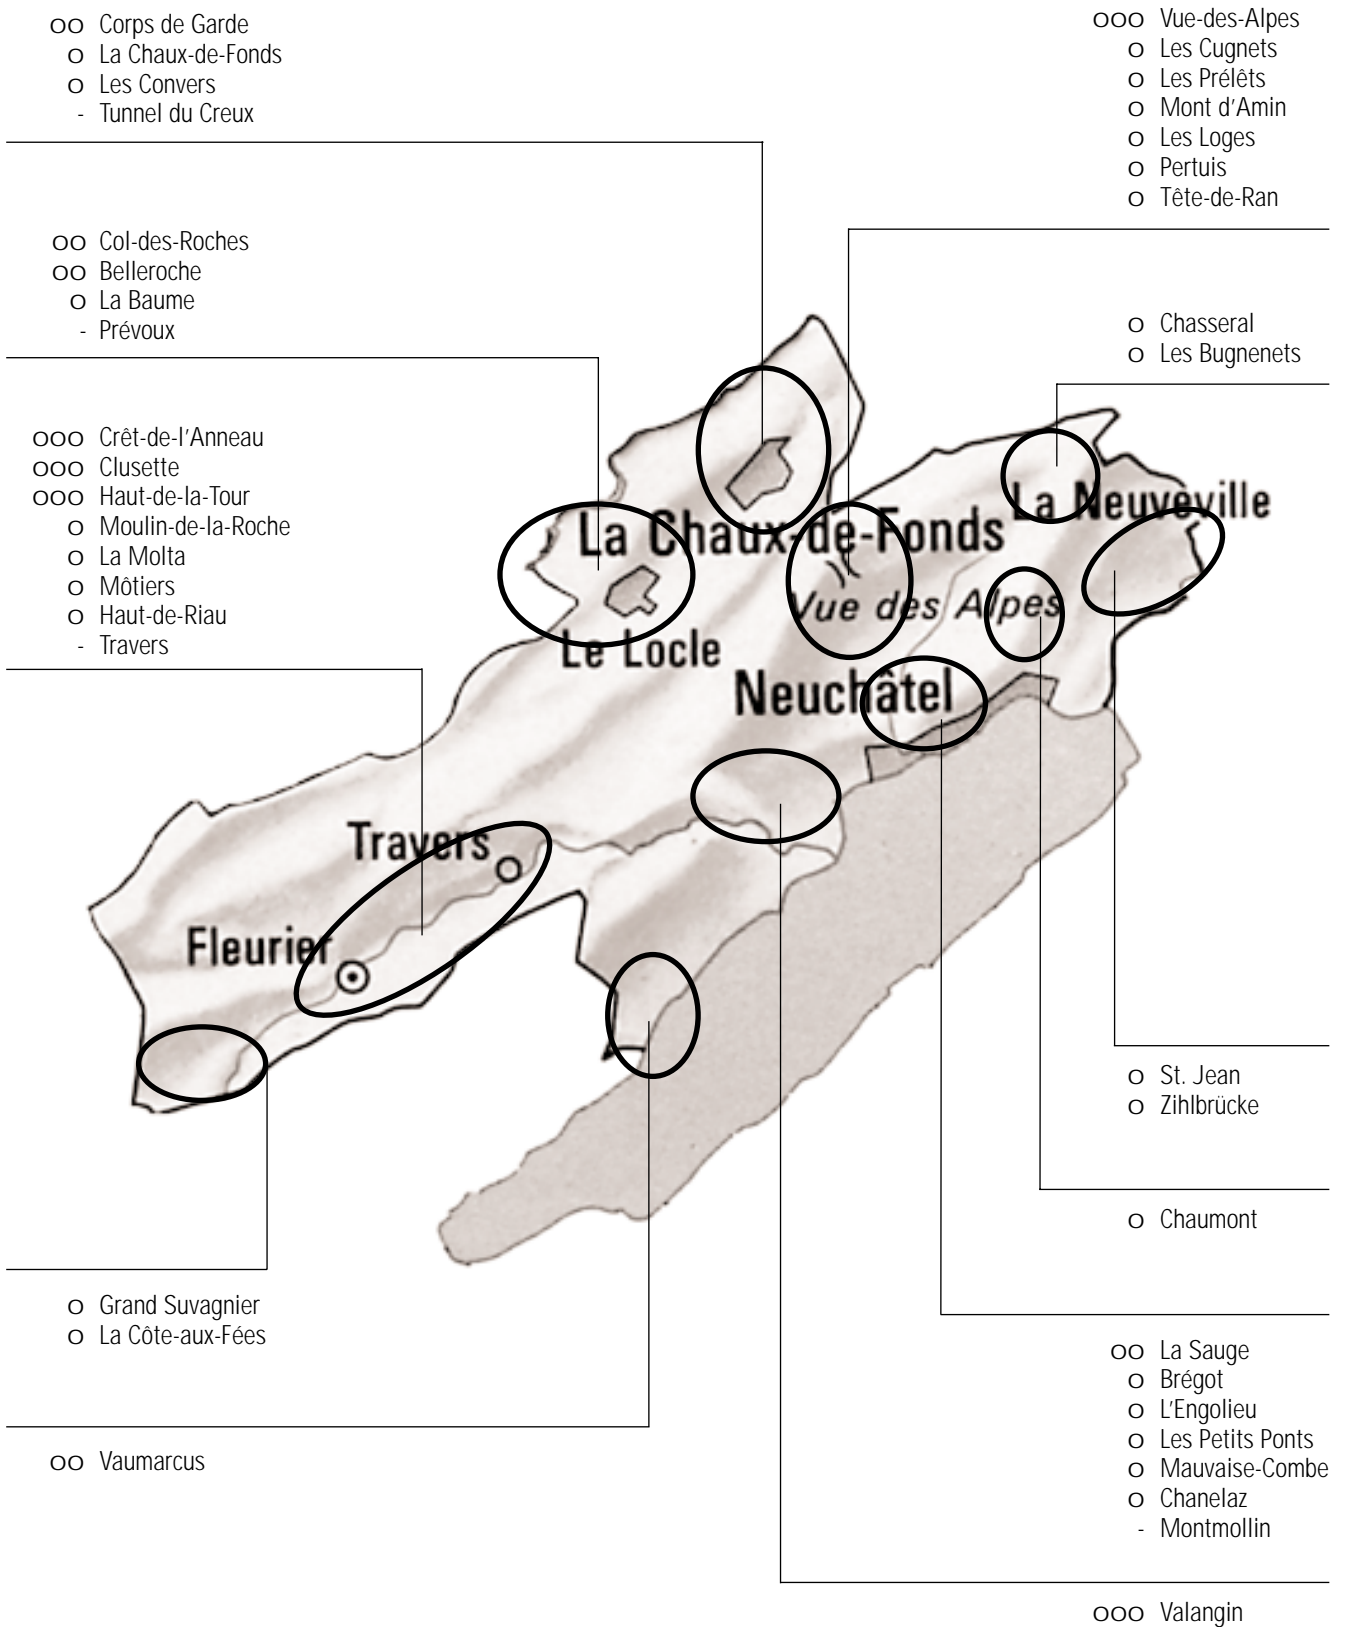 OO Corps de Garde
O La Chaux-de-Fonds
O Les Convers
- Tunnel du Creux
OOO Vue-des-Alpes
O Les Cugnets
O Les Prélêts
O Mont d'Amin
O Les Loges
O Pertuis
O Tête-de-Ran
OO Col-des-Roches
OO Belleroche
O La Baume
- Prévoux
O Chasseral
O Les Bugnenets
OOO Crêt-de-l'Anneau
OOO Clusette
OOO Haut-de-la-Tour
O Moulin-de-la-Roche
O La Molta
O Môtiers
O Haut-de-Riau
- Travers
La Neuveville
La Chaux-de-Fonds
Vue des Alpes
Le Locle
Neuchâtel
Travers
Fleurier
O St. Jean
O Zihlbrücke
O Chaumont
O Grand Suvagnier
O La Côte-aux-Fées
OO La Sauge
O Brégot
O L'Engolieu
O Les Petits Ponts
O Mauvaise-Combe
O Chanelaz
- Montmollin
OO Vaumarcus
OOO Valangin